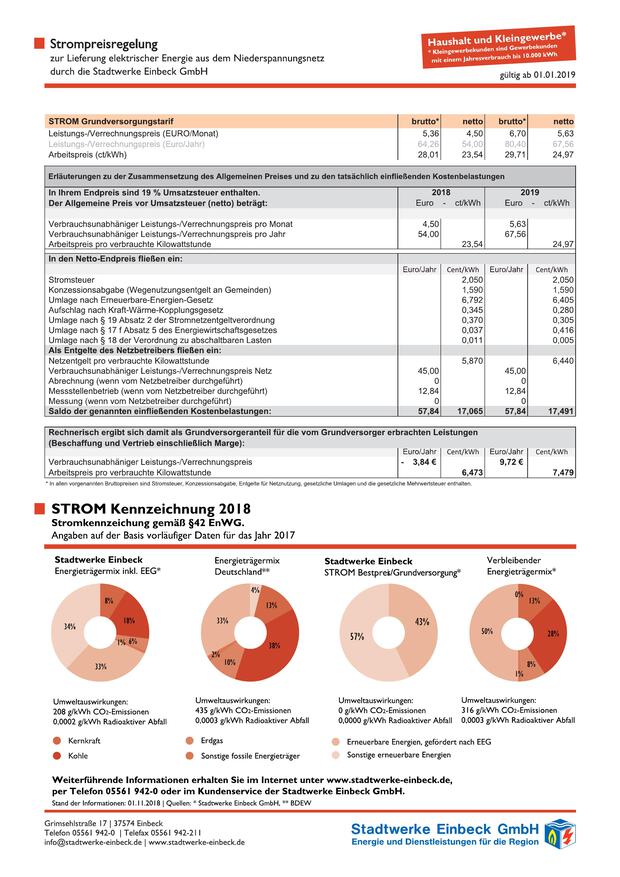 Strompreisregelung
zur Lieferung elektrischer Energie aus dem Niederspannungsnetz
durch die Stadtwerke Einbeck GmbH
Haushalt und Kleingewerbe*
* Kleingewerbekunden sind Gewerbekunden
mit einem Jahresverbrauch bis 10.000 kWh
gültig ab 01.01.2019
STROM Grundversorgungstarif brutto* netto brutto* netto
Leistungs-/Verrechnungspreis (EURO/Monat) 5,36 4,50 6,70 5,63
Leistungs-/Verrechnungspreis (Euro/Jahr) 64,26 54,00 80,40 67,56
Arbeitspreis (ct/kWh) 28,01 23,54 29,71 24,97
Erläuterungen zu der Zusammensetzung des Allgemeinen Preises und zu den tatsächlich einfließenden Kostenbelastungen
In Ihrem Endpreis sind 19 % Umsatzsteuer enthalten. 2018 2019
Der Allgemeine Preis vor Umsatzsteuer (netto) beträgt: Euro - ct/kWh Euro - ct/kWh
Verbrauchsunabhäniger Leistungs-/Verrechnungspreis pro Monat 4,50 5,63
Verbrauchsunabhäniger Leistungs-/Verrechnungspreis pro Jahr 54,00 67,56
Arbeitspreis pro verbrauchte Kilowattstunde 23,54 24,97
In den Netto-Endpreis fließen ein:
Euro/Jahr Cent/kWh Euro/Jahr Cent/kWh
Stromsteuer 2,050 2,050
Konzessionsabgabe (Wegenutzungsentgelt an Gemeinden) 1,590 1,590
Umlage nach Erneuerbare-Energien-Gesetz 6,792 6,405
Aufschlag nach Kraft-Wärme-Kopplungsgesetz 0,345 0,280
Umlage nach § 19 Absatz 2 der Stromnetzentgeltverordnung 0,370 0,305
Umlage nach § 17 f Absatz 5 des Energiewirtschaftsgesetzes 0,037 0,416
Umlage nach § 18 der Verordnung zu abschaltbaren Lasten 0,011 0,005
Als Entgelte des Netzbetreibers fließen ein:
Netzentgelt pro verbrauchte Kilowattstunde 5,870 6,440
Verbrauchsunabhäniger Leistungs-/Verrechnungspreis Netz 45,00 45,00
Abrechnung (wenn vom Netzbetreiber durchgeführt) 0 0
Messstellenbetrieb (wenn vom Netzbetreiber durchgeführt) 12,84 12,84
Messung (wenn vom Netzbetreiber durchgeführt) 0 0
Saldo der genannten einfließenden Kostenbelastungen: 57,84 17,065 57,84 17,491
Rechnerisch ergibt sich damit als Grundversorgeranteil für die vom Grundversorger erbrachten Leistungen
(Beschaffung und Vertrieb einschließlich Marge):
Euro/Jahr Cent/kWh Euro/Jahr Cent/kWh
Verbrauchsunabhäniger Leistungs-/Verrechnungspreis - 3,84 € 9,72 €
Arbeitspreis pro verbrauchte Kilowattstunde 6,473 7,479
* In allen vorgenannten Bruttopreisen sind Stromsteuer, Konzessionsabgabe, Entgelte für Netznutzung, gesetzliche Umlagen und die gesetzliche Mehrwertsteuer enthalten.
STROM Kennzeichnung 2018
Stromkennzeichnung gemäß §42 EnWG.
Angaben auf der Basis vorläufiger Daten für das Jahr 2017
Stadtwerke Einbeck
Energieträgermix inkl. EEG*
8%
18%
1% 6%
33%
34%
Umweltauswirkungen:
208 g/kWh CO₂-Emissionen
0,0002 g/kWh Radioaktiver Abfall
Energieträgermix
Deutschland**
4%
13%
38%
10%
2%
33%
Umweltauswirkungen:
435 g/kWh CO₂-Emissionen
0,0003 g/kWh Radioaktiver Abfall
Stadtwerke Einbeck
STROM Bestpreis/Grundversorgung*
43%
57%
Umweltauswirkungen:
0 g/kWh CO₂-Emissionen
0,0000 g/kWh Radioaktiver Abfall
Verbleibender
Energieträgermix*
0%
13%
28%
8%
1%
50%
Umweltauswirkungen:
316 g/kWh CO₂-Emissionen
0,0003 g/kWh Radioaktiver Abfall
Kernkraft
Kohle
Erdgas
Sonstige fossile Energieträger
Erneuerbare Energien, gefördert nach EEG
Sonstige erneuerbare Energien
Weiterführende Informationen erhalten Sie im Internet unter www.stadtwerke-einbeck.de,
per Telefon 05561 942-0 oder im Kundenservice der Stadtwerke Einbeck GmbH.
Stand der Informationen: 01.11.2018 | Quellen: * Stadtwerke Einbeck GmbH, ** BDEW
Grimsehlstraße 17 | 37574 Einbeck
Telefon 05561 942-0 | Telefax 05561 942-211
info@stadtwerke-einbeck.de | www.stadtwerke-einbeck.de
Stadtwerke Einbeck GmbH
Energie und Dienstleistungen für die Region